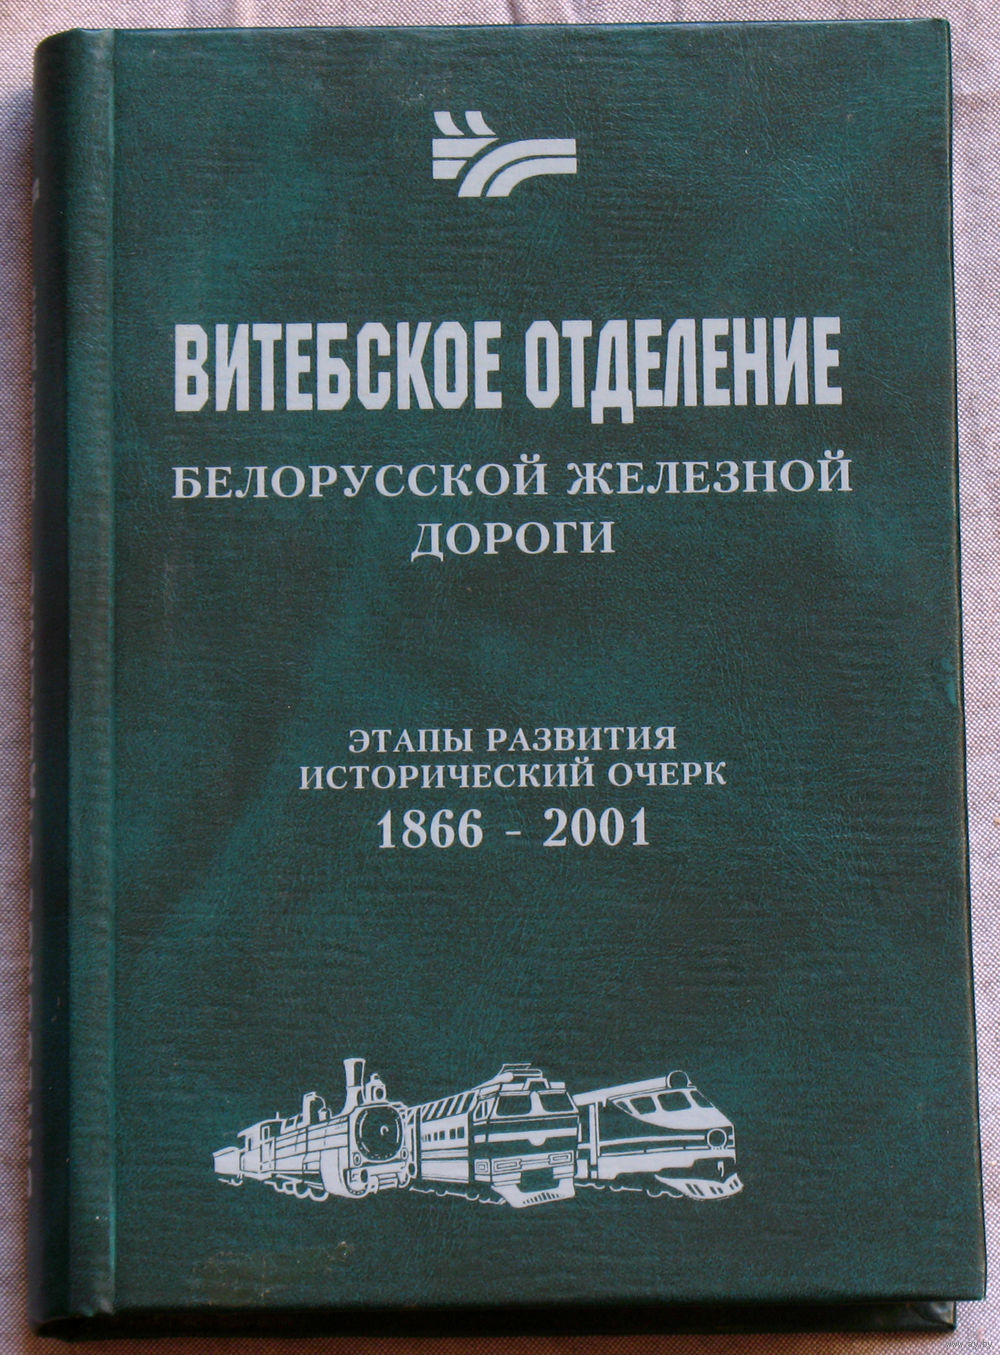 ВИТЕБСКОЕ ОТДЕЛЕНИЕ
БЕЛОРУССКОЙ ЖЕЛЕЗНОЙ
ДОРОГИ
ЭТАПЫ РАЗВИТИЯ
ИСТОРИЧЕСКИЙ ОЧЕРК
1866 - 2001